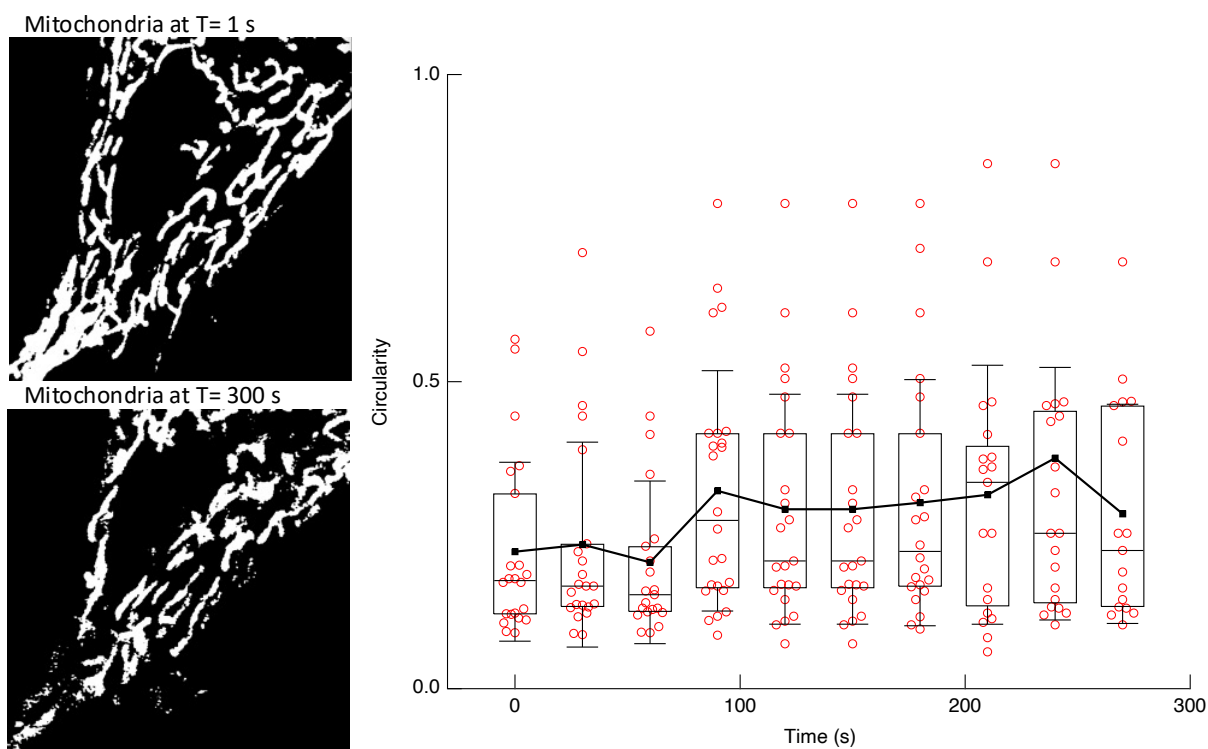 Mitochondria at T= 1 s
Mitochondria at T= 300 s
1.0
0.5
0.0
Circularity
0
100
200
300
Time (s)